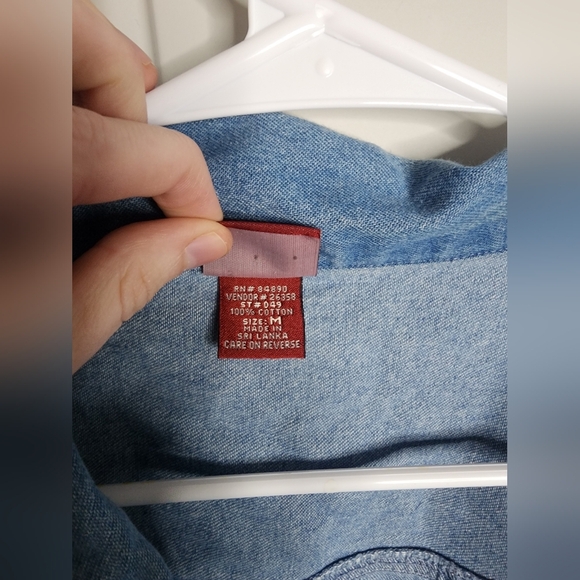 RN# 84890
VENDOR# 26358
ST# 049
100% COTTON
SIZE: M
MADE IN
SRI LANKA
CARE ON REVERSE